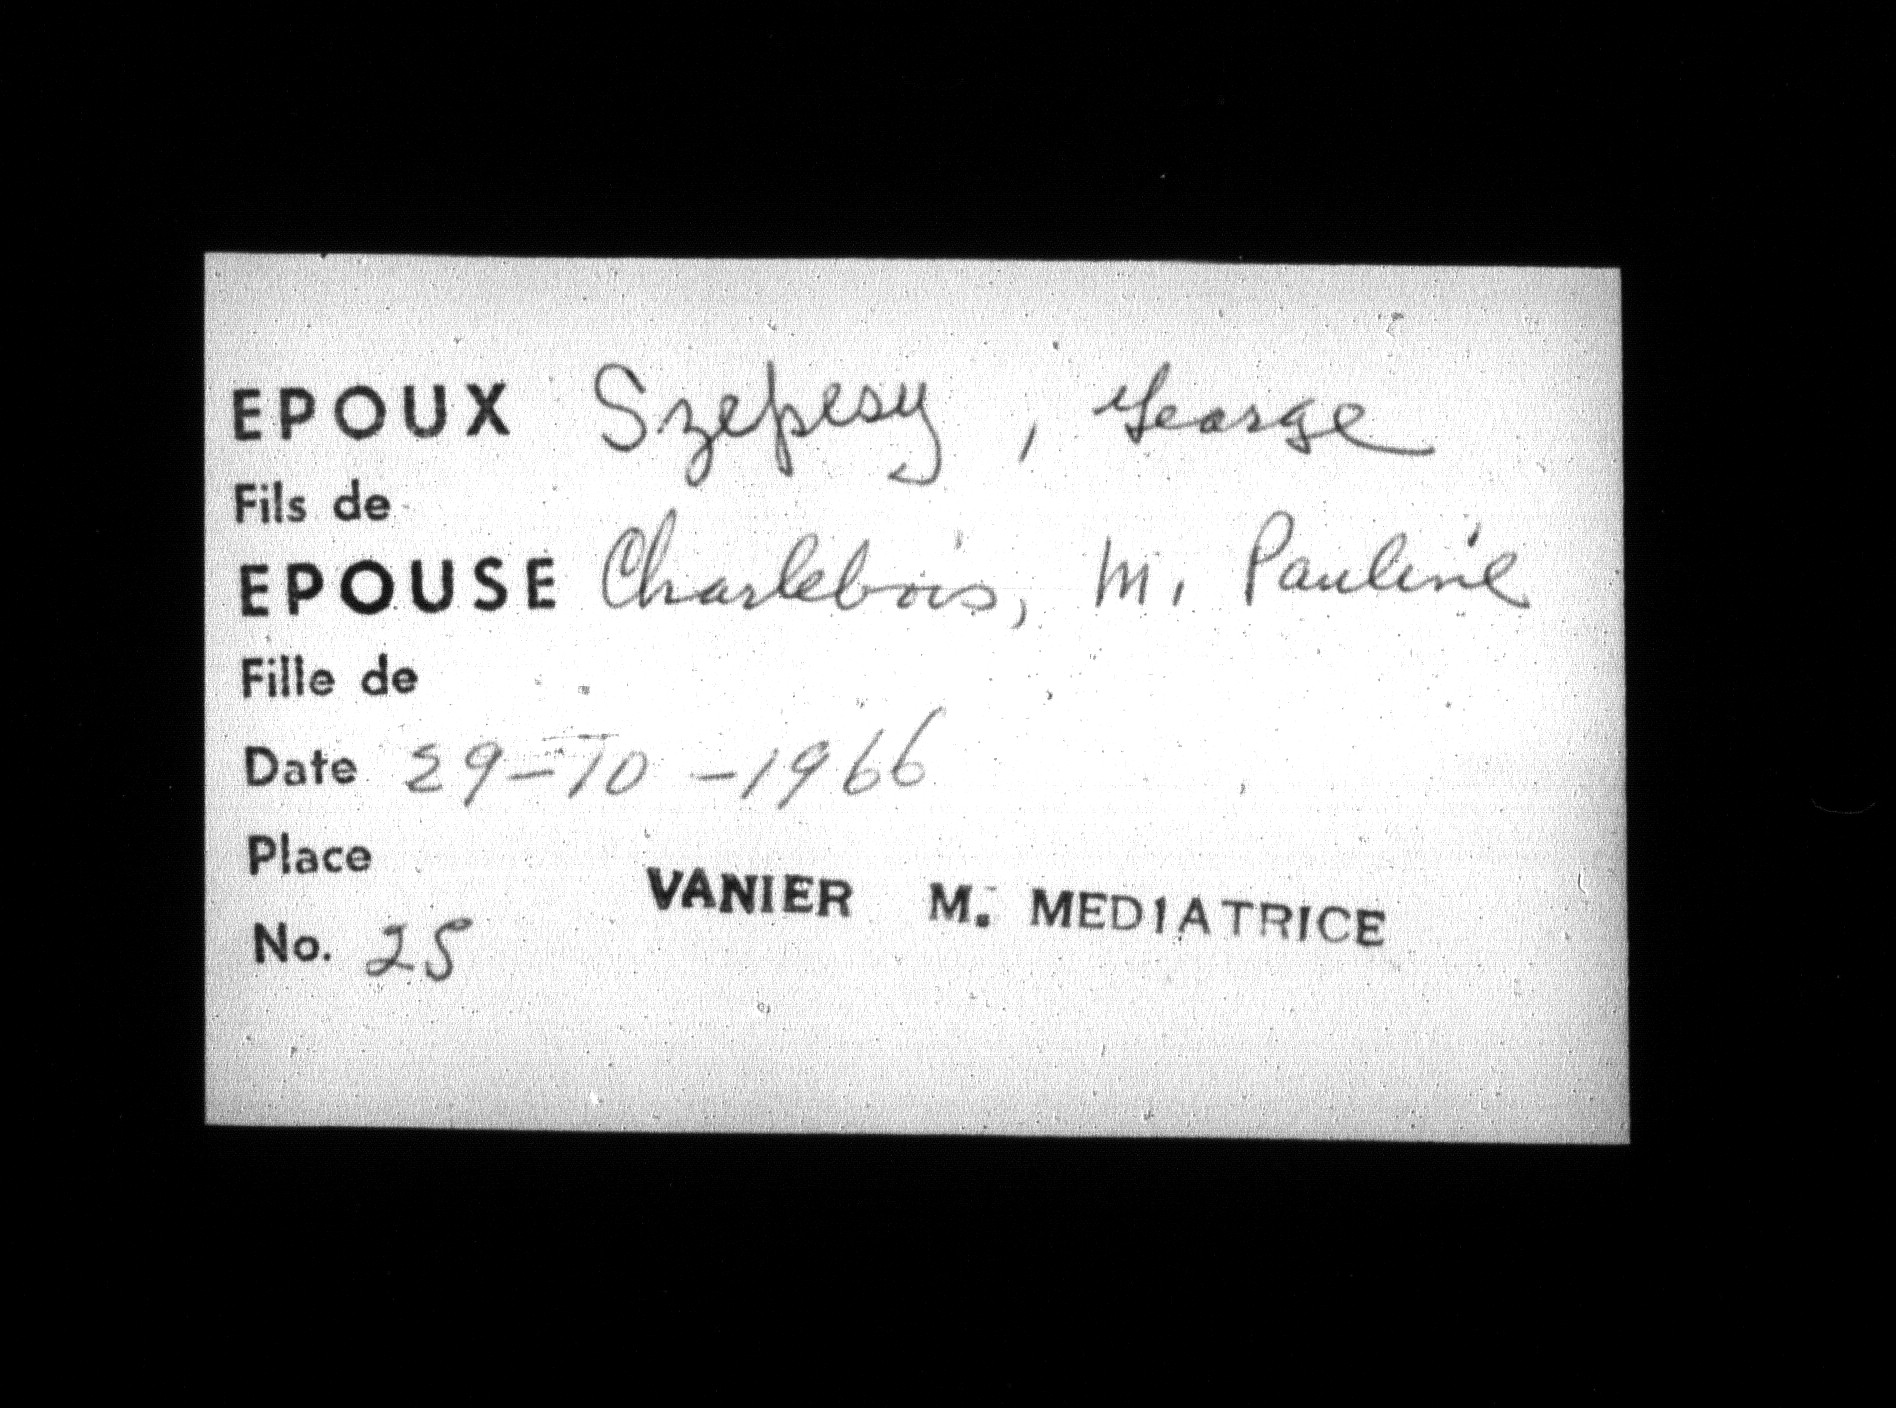 EPOUX Szepesy, George
Fils de
EPOUSE Charlebois, M. Pauline
Fille de
Date 29-10-1966
Place
VANIER M. MEDIATRICE
No. 25